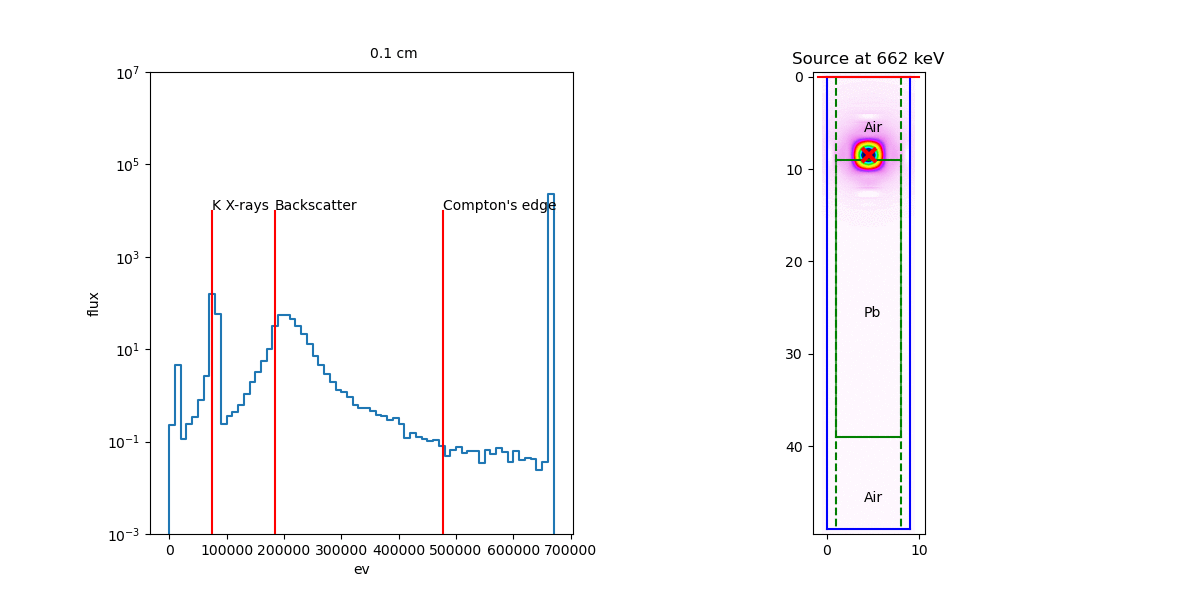 0.1 cm
10^7
10^5
10^3
10^1
10^−1
10^−3
flux
K X-rays
Backscatter
Compton's edge
0 100000 200000 300000 400000 500000 600000 700000
ev
Source at 662 keV
0
10
20
30
40
Air
Pb
Air
0 10